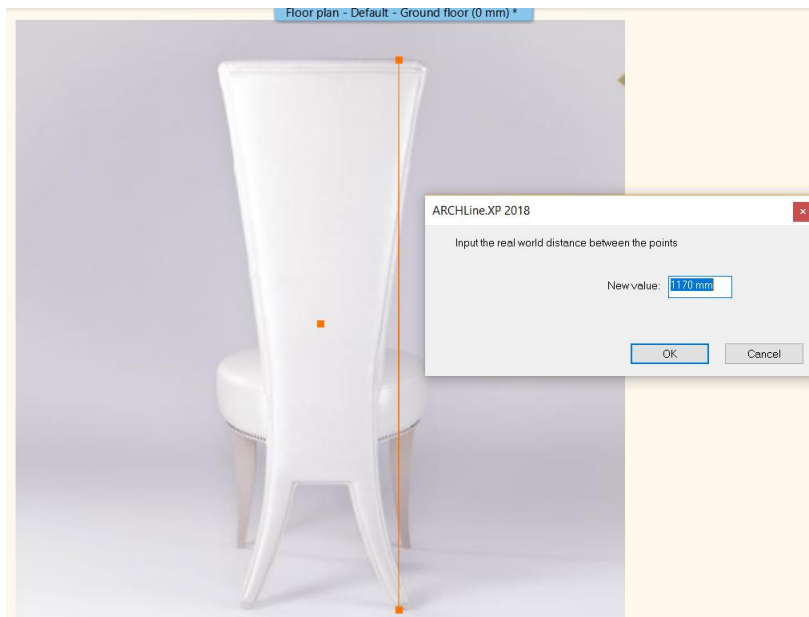 Floor plan - Default - Ground floor (0 mm) *
ARCHLine.XP 2018
Input the real world distance between the points
New value: 1170 mm
OK Cancel